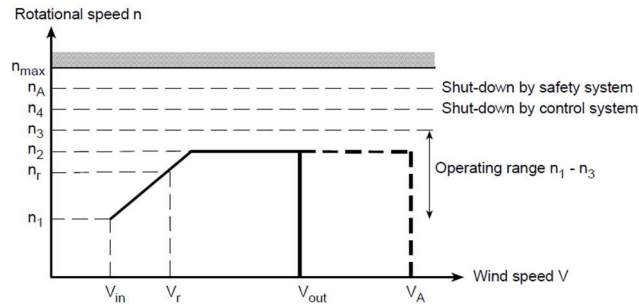 Rotational speed n
n_max
n_A
Shut-down by safety system
n_4
Shut-down by control system
n_3
n_2
n_r
Operating range n_1 - n_3
n_1
Wind speed V
V_in
V_r
V_out
V_A